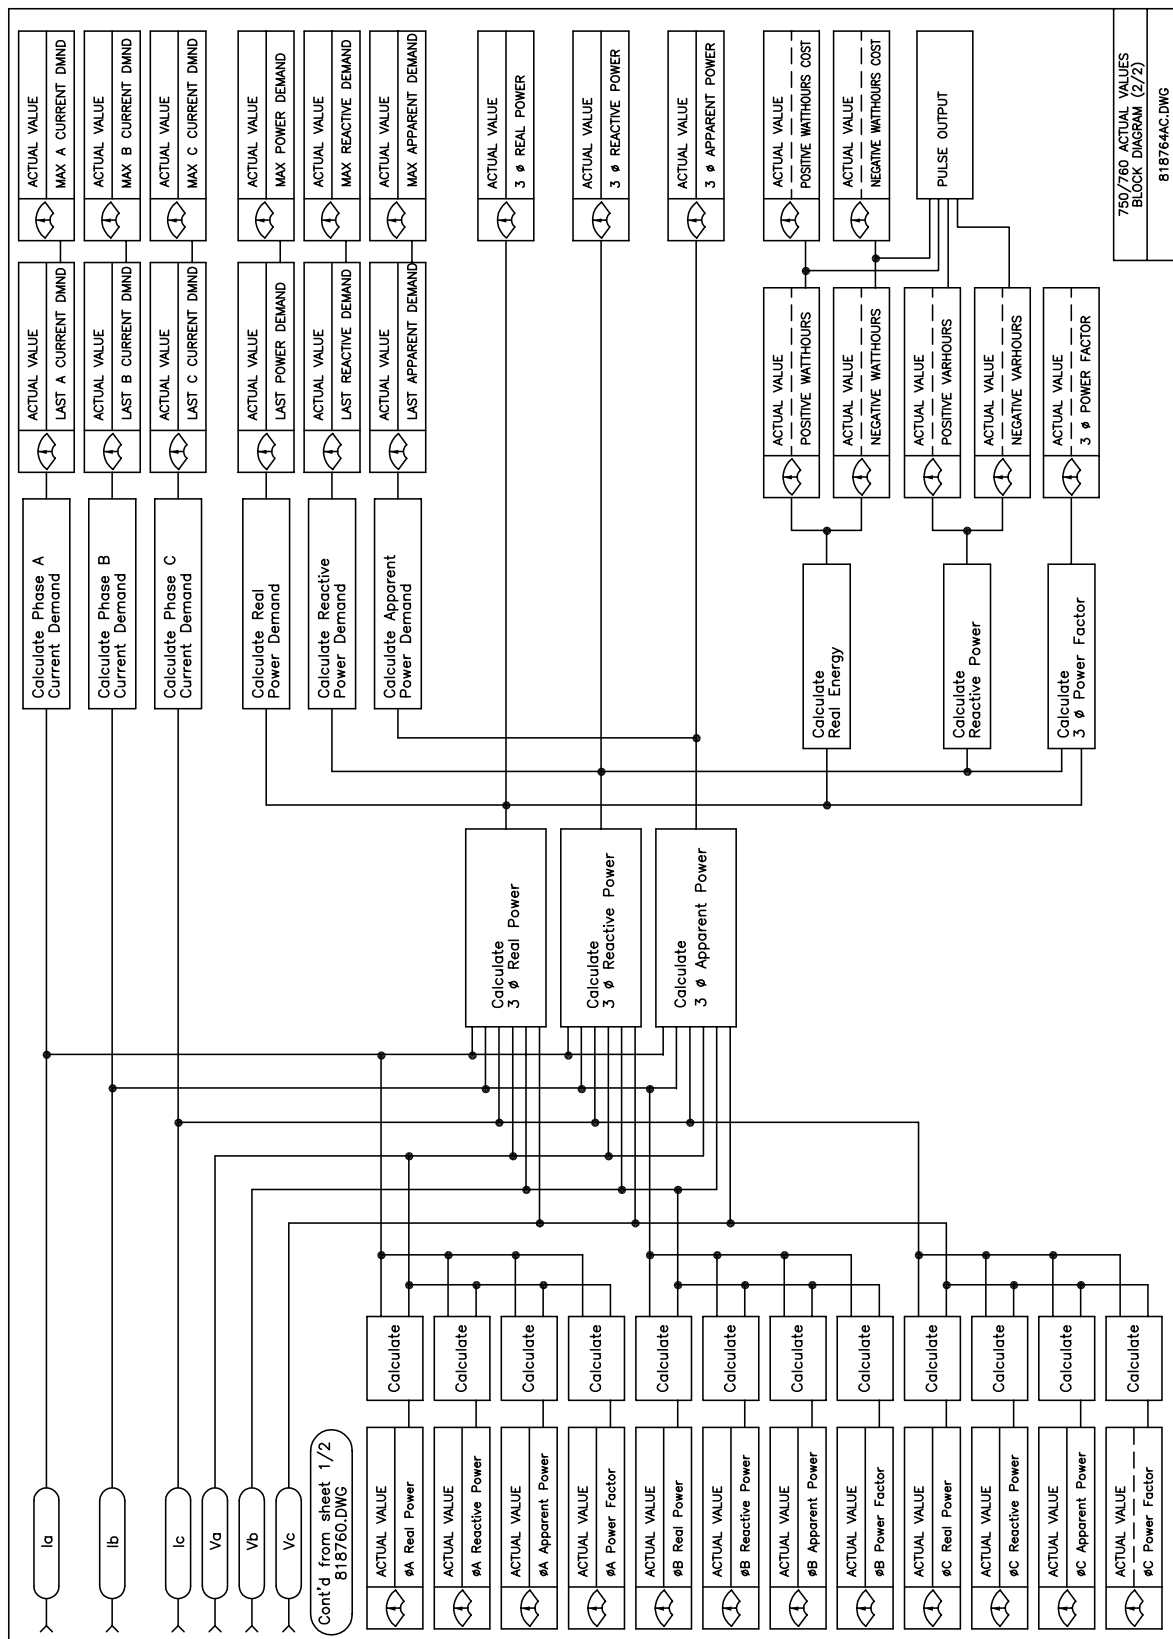 Ia
Ib
Ic
Va
Vb
Vc
Cont'd from sheet 1/2
818760.DWG
ACTUAL VALUE
øA Real Power
ACTUAL VALUE
øA Reactive Power
ACTUAL VALUE
øA Apparent Power
ACTUAL VALUE
øA Power Factor
ACTUAL VALUE
øB Real Power
ACTUAL VALUE
øB Reactive Power
ACTUAL VALUE
øB Apparent Power
ACTUAL VALUE
øB Power Factor
ACTUAL VALUE
øC Real Power
ACTUAL VALUE
øC Reactive Power
ACTUAL VALUE
øC Apparent Power
ACTUAL VALUE
øC Power Factor
Calculate
Calculate
Calculate
Calculate
Calculate
Calculate
Calculate
Calculate
Calculate
Calculate
Calculate
Calculate
Calculate
3 ø Real Power
Calculate
3 ø Reactive Power
Calculate
3 ø Apparent Power
Calculate Phase A
Current Demand
Calculate Phase B
Current Demand
Calculate Phase C
Current Demand
Calculate Real
Power Demand
Calculate Reactive
Power Demand
Calculate Apparent
Power Demand
Calculate
Real Energy
Calculate
Reactive Power
Calculate
3 ø Power Factor
ACTUAL VALUE
LAST A CURRENT DMND
ACTUAL VALUE
LAST B CURRENT DMND
ACTUAL VALUE
LAST C CURRENT DMND
ACTUAL VALUE
LAST POWER DEMAND
ACTUAL VALUE
LAST REACTIVE DEMAND
ACTUAL VALUE
LAST APPARENT DEMAND
ACTUAL VALUE
POSITIVE WATTHOURS
ACTUAL VALUE
NEGATIVE WATTHOURS
ACTUAL VALUE
POSITIVE VARHOURS
ACTUAL VALUE
NEGATIVE VARHOURS
ACTUAL VALUE
3 ø POWER FACTOR
ACTUAL VALUE
MAX A CURRENT DMND
ACTUAL VALUE
MAX B CURRENT DMND
ACTUAL VALUE
MAX C CURRENT DMND
ACTUAL VALUE
MAX POWER DEMAND
ACTUAL VALUE
MAX REACTIVE DEMAND
ACTUAL VALUE
MAX APPARENT DEMAND
ACTUAL VALUE
3 ø REAL POWER
ACTUAL VALUE
3 ø REACTIVE POWER
ACTUAL VALUE
3 ø APPARENT POWER
ACTUAL VALUE
POSITIVE WATTHOURS COST
ACTUAL VALUE
NEGATIVE WATTHOURS COST
PULSE OUTPUT
750/760 ACTUAL VALUES
BLOCK DIAGRAM (2/2)
818764AC.DWG